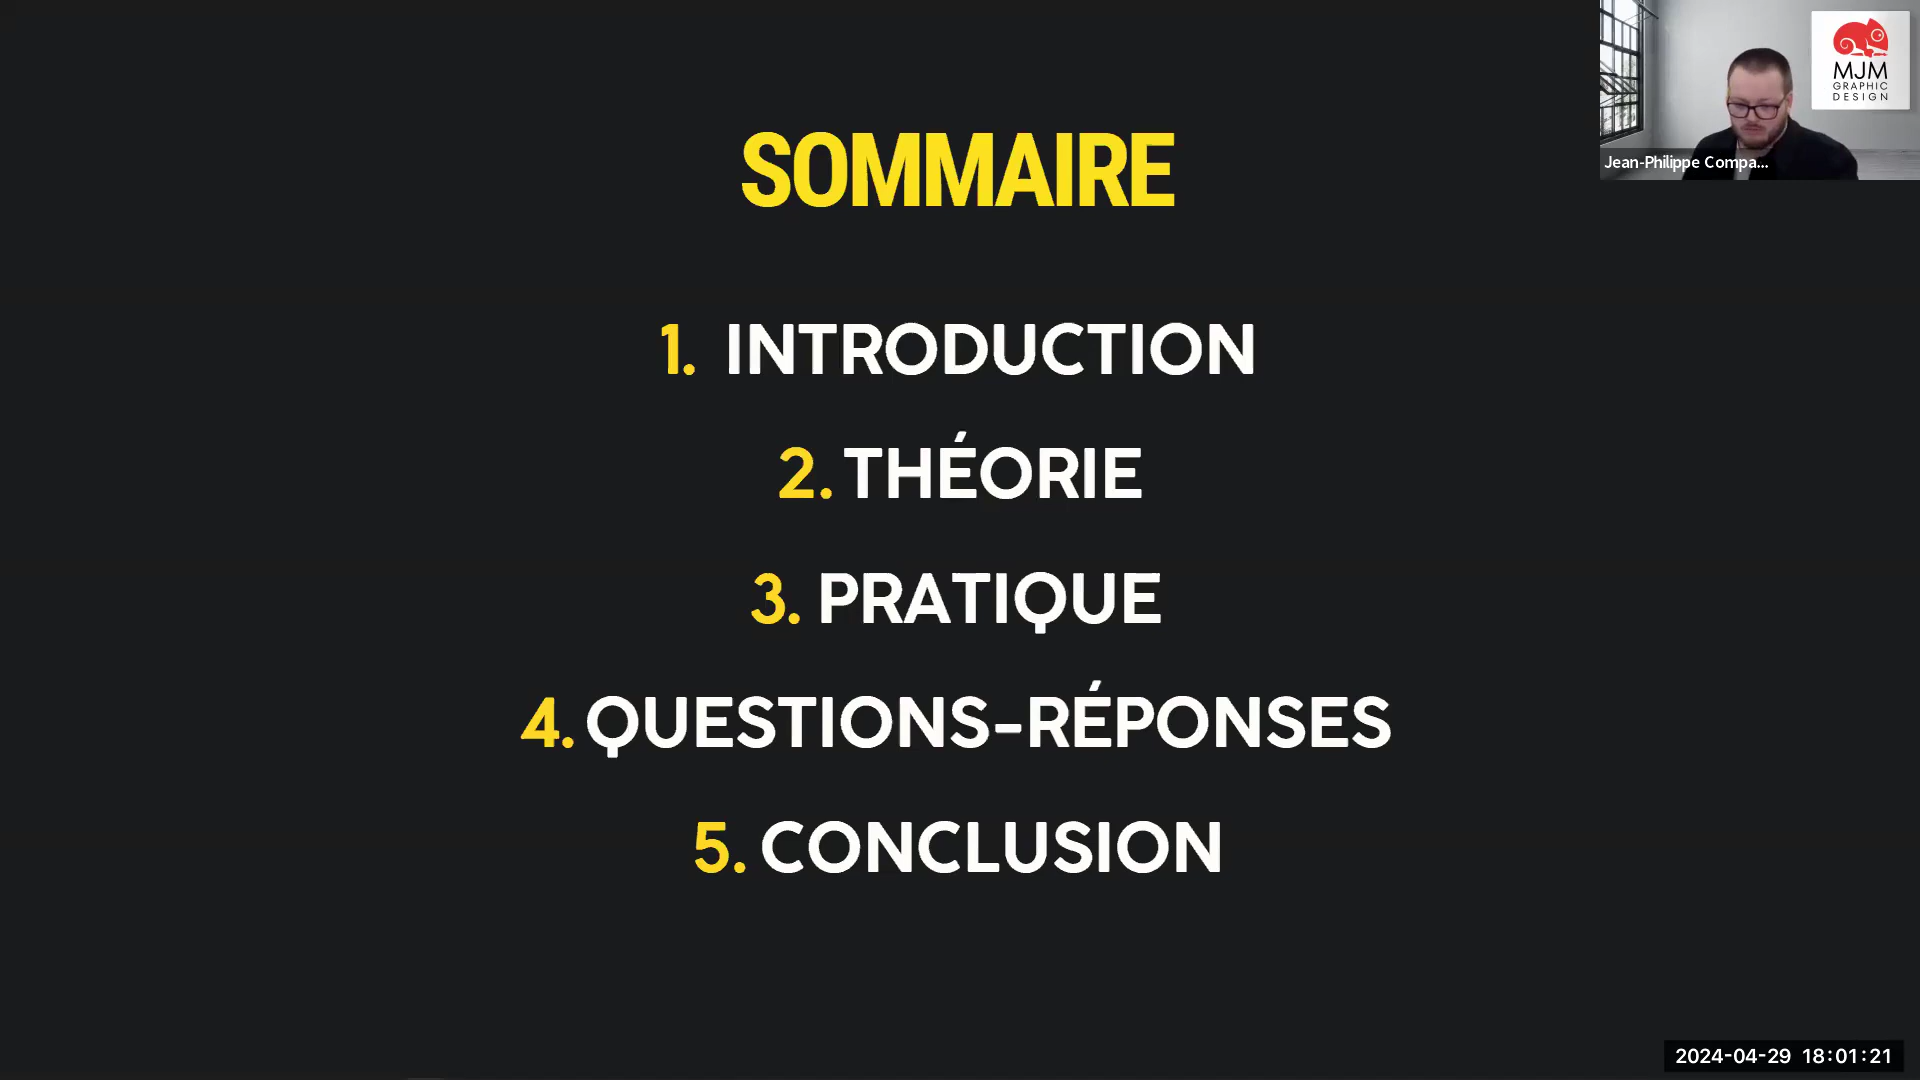 SOMMAIRE
1. INTRODUCTION
2. THÉORIE
3. PRATIQUE
4. QUESTIONS-RÉPONSES
5. CONCLUSION
MJM
GRAPHIC
DESIGN
Jean-Philippe Compa...
2024-04-29 18:01:21